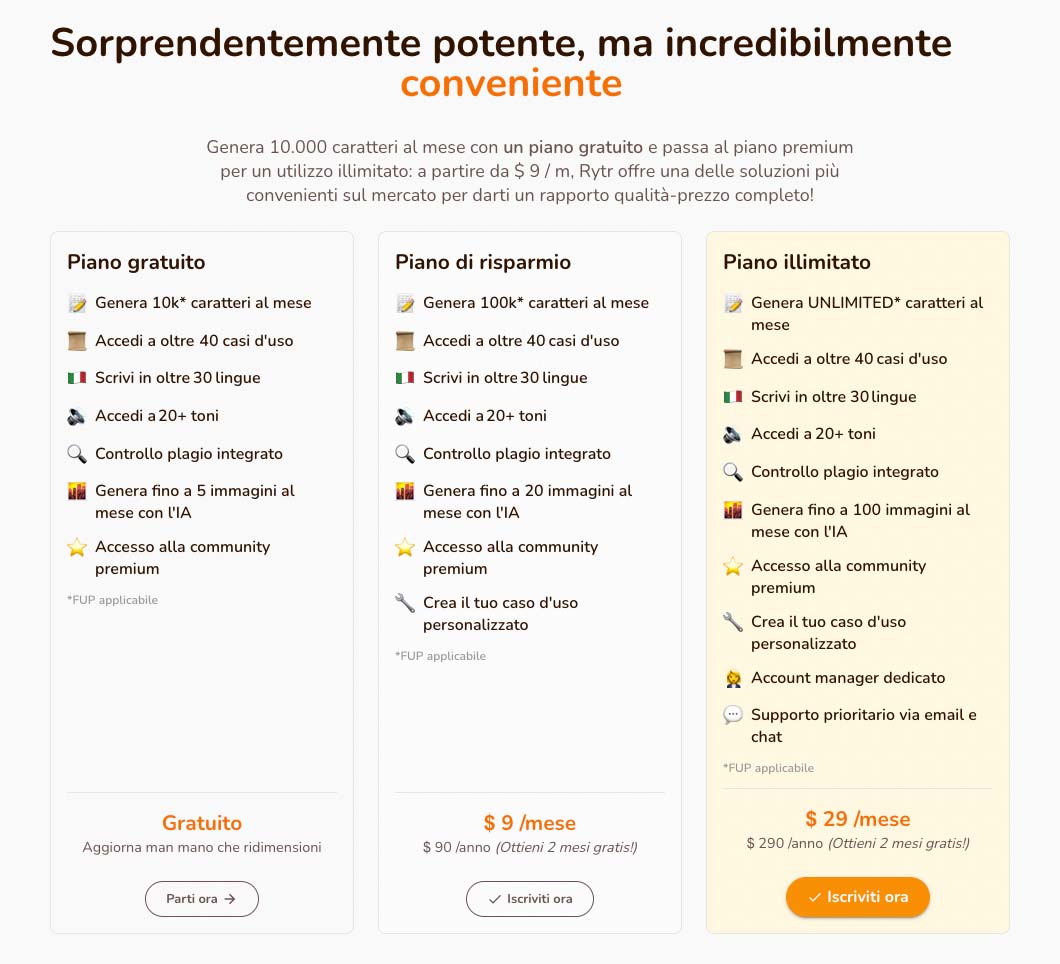 Sorprendentemente potente, ma incredibilmente
conveniente
Genera 10.000 caratteri al mese con un piano gratuito e passa al piano premium
per un utilizzo illimitato: a partire da $ 9 / m, Rytr offre una delle soluzioni più
convenienti sul mercato per darti un rapporto qualità-prezzo completo!
Piano gratuito
Genera 10k* caratteri al mese
Accedi a oltre 40 casi d'uso
Scrivi in oltre 30 lingue
Accedi a 20+ toni
Controllo plagio integrato
Genera fino a 5 immagini al
mese con l'IA
Accesso alla community
premium
*FUP applicabile
Gratuito
Aggiorna man mano che ridimensioni
Parti ora →
Piano di risparmio
Genera 100k* caratteri al mese
Accedi a oltre 40 casi d'uso
Scrivi in oltre 30 lingue
Accedi a 20+ toni
Controllo plagio integrato
Genera fino a 20 immagini al
mese con l'IA
Accesso alla community
premium
Crea il tuo caso d'uso
personalizzato
*FUP applicabile
$ 9 /mese
$ 90 /anno (Ottieni 2 mesi gratis!)
✓ Iscriviti ora
Piano illimitato
Genera UNLIMITED* caratteri al
mese
Accedi a oltre 40 casi d'uso
Scrivi in oltre 30 lingue
Accedi a 20+ toni
Controllo plagio integrato
Genera fino a 100 immagini al
mese con l'IA
Accesso alla community
premium
Crea il tuo caso d'uso
personalizzato
Account manager dedicato
Supporto prioritario via email e
chat
*FUP applicabile
$ 29 /mese
$ 290 /anno (Ottieni 2 mesi gratis!)
✓ Iscriviti ora